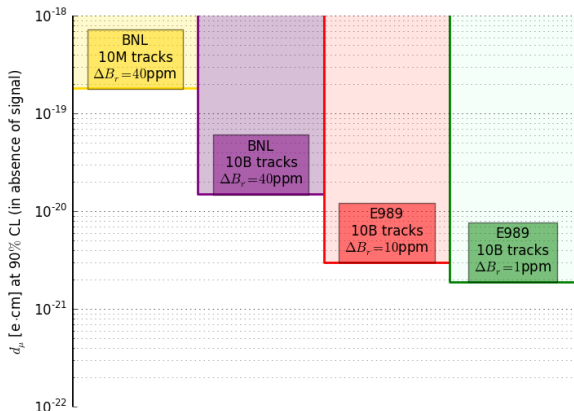 10⁻¹⁸
10⁻¹⁹
10⁻²⁰
10⁻²¹
10⁻²²
d_μ [e·cm] at 90% CL (in absence of signal)
BNL
10M tracks
ΔB_r=40ppm
BNL
10B tracks
ΔB_r=40ppm
E989
10B tracks
ΔB_r=10ppm
E989
10B tracks
ΔB_r=1ppm